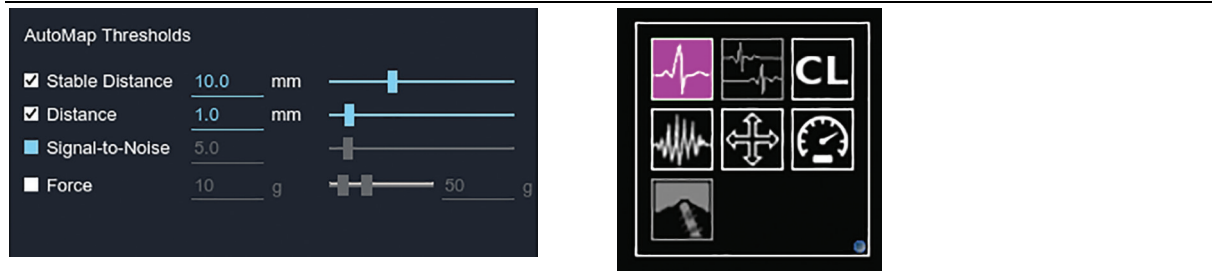 AutoMap Thresholds
Stable Distance 10.0 mm
Distance 1.0 mm
Signal-to-Noise 5.0
Force 10 g 50 g
CL